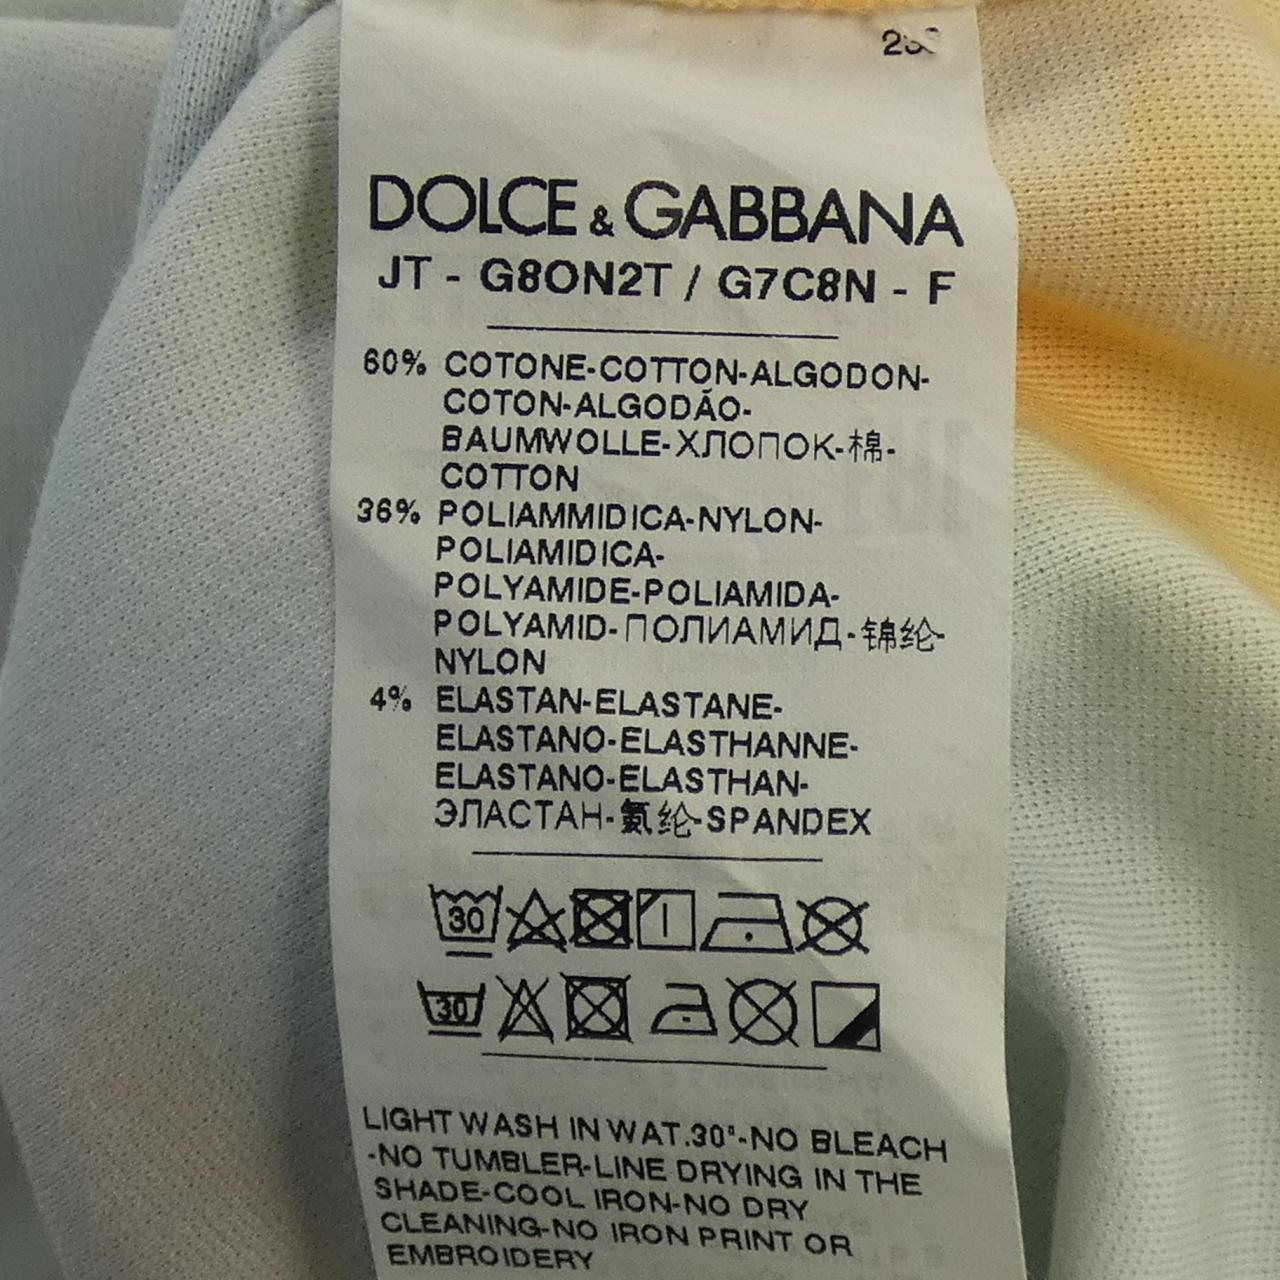 DOLCE & GABBANA
JT - G8ON2T / G7C8N - F
60% COTONE-COTTON-ALGODON-
COTON-ALGODÃO-
BAUMWOLLE-ХЛОПОК-棉-
COTTON
36% POLIAMMIDICA-NYLON-
POLIAMIDICA-
POLYAMIDE-POLIAMIDA-
POLYAMID-ПОЛИАМИД-锦纶-
NYLON
4% ELASTAN-ELASTANE-
ELASTANO-ELASTHANNE-
ELASTANO-ELASTHAN-
ЭЛАСТАН-氨纶-SPANDEX
30
30
LIGHT WASH IN WAT.30°-NO BLEACH
-NO TUMBLER-LINE DRYING IN THE
SHADE-COOL IRON-NO DRY
CLEANING-NO IRON PRINT OR
EMBROIDERY